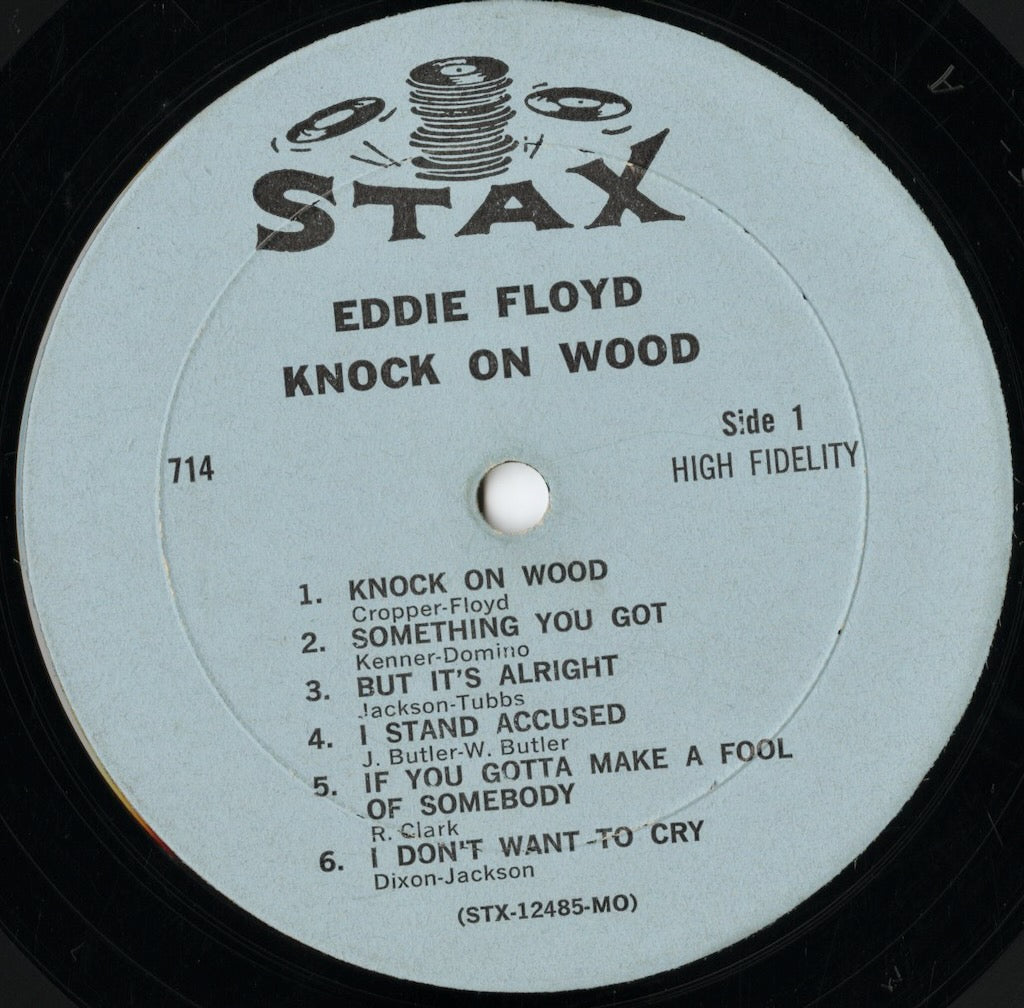 STAX
EDDIE FLOYD
KNOCK ON WOOD
Side 1
714
HIGH FIDELITY
1. KNOCK ON WOOD
Cropper-Floyd
2. SOMETHING YOU GOT
Kenner-Domino
3. BUT IT'S ALRIGHT
Jackson-Tubbs
4. I STAND ACCUSED
J. Butler-W. Butler
5. IF YOU GOTTA MAKE A FOOL
OF SOMEBODY
R. Clark
6. I DON'T WANT TO CRY
Dixon-Jackson
(STX-12485-MO)
A